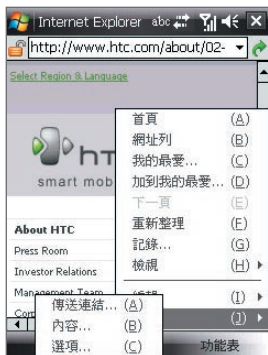 Internet Explorer abc
http://www.htc.com/about/02-
Select Region & Language
smart mob
About HTC
Press Room
Investor Relations
Management Team
首頁 (A)
網址列 (B)
我的最愛... (C)
加到我的最愛... (D)
下一頁 (E)
重新整理 (F)
記錄... (G)
檢視 (H)
(I)
(J)
傳送連結... (A)
內容... (B)
選項... (C)
功能表